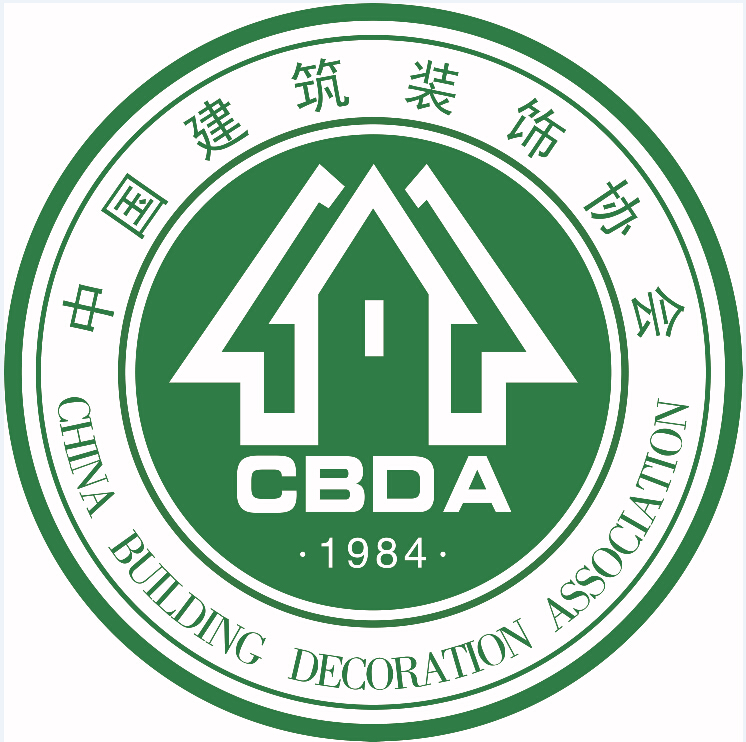 中国建筑装饰协会
CBDA
·1984·
CHINA BUILDING DECORATION ASSOCIATION